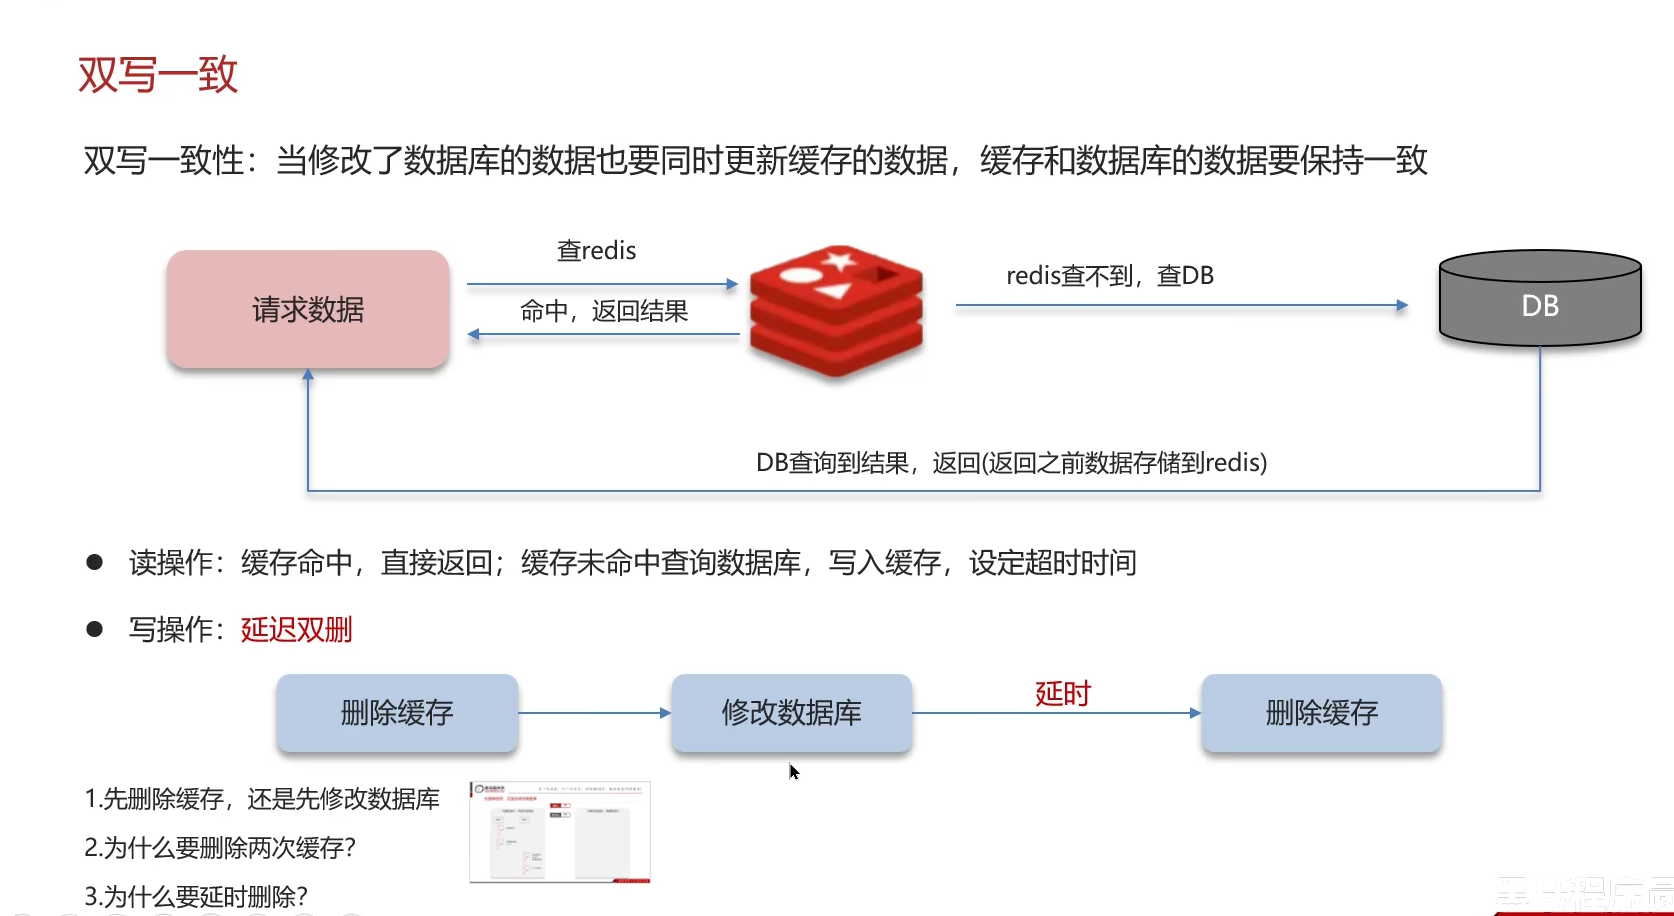 双写一致
双写一致性：当修改了数据库的数据也要同时更新缓存的数据，缓存和数据库的数据要保持一致
请求数据
查redis
命中，返回结果
redis查不到，查DB
DB
DB查询到结果，返回(返回之前数据存储到redis)
读操作：缓存命中，直接返回；缓存未命中查询数据库，写入缓存，设定超时时间
写操作：延迟双删
删除缓存
修改数据库
延时
删除缓存
1.先删除缓存，还是先修改数据库
2.为什么要删除两次缓存？
3.为什么要延时删除？
黑马程序员